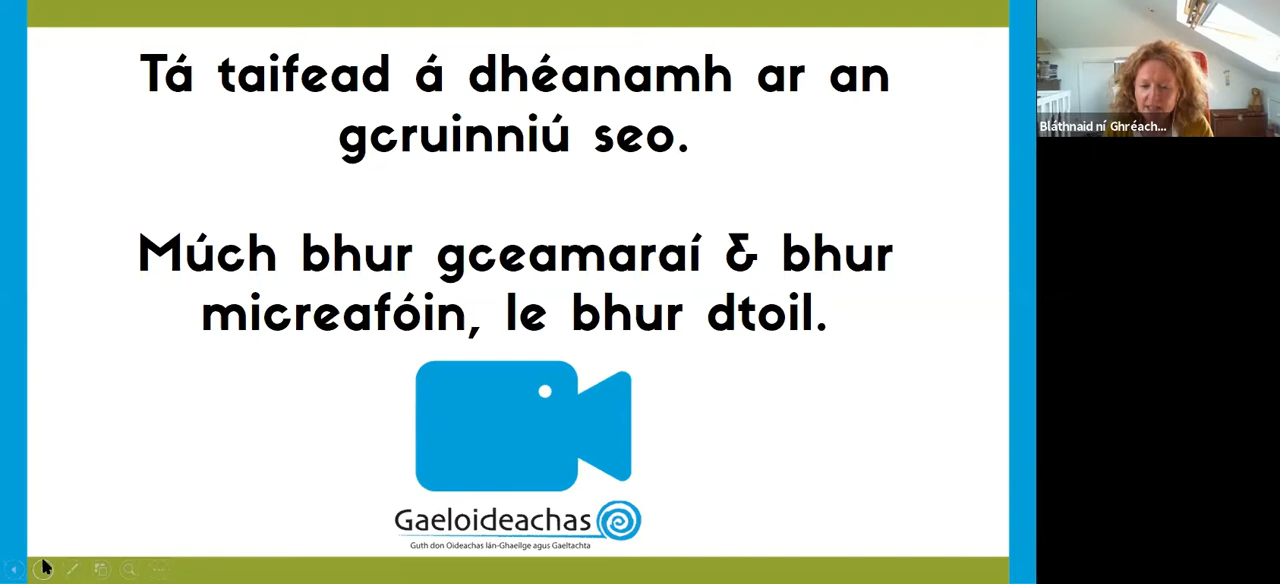 Tá taifead á dhéanamh ar an
gcruinniú seo.
Múch bhur gceamaraí & bhur
micreafóin, le bhur dtoil.
Gaeloideachas
Guth don Oideachas lán-Ghaeilge agus Gaeltachta
Bláthnaid ní Ghréach...